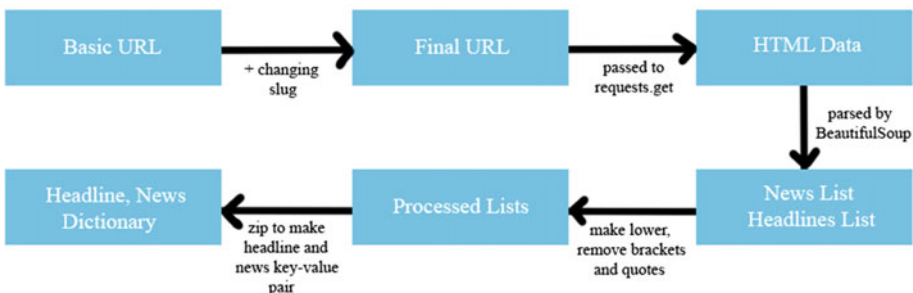 Basic URL
+ changing
slug
Final URL
passed to
requests.get
HTML Data
parsed by
BeautifulSoup
News List
Headlines List
make lower,
remove brackets
and quotes
Processed Lists
zip to make
headline and
news key-value
pair
Headline, News
Dictionary